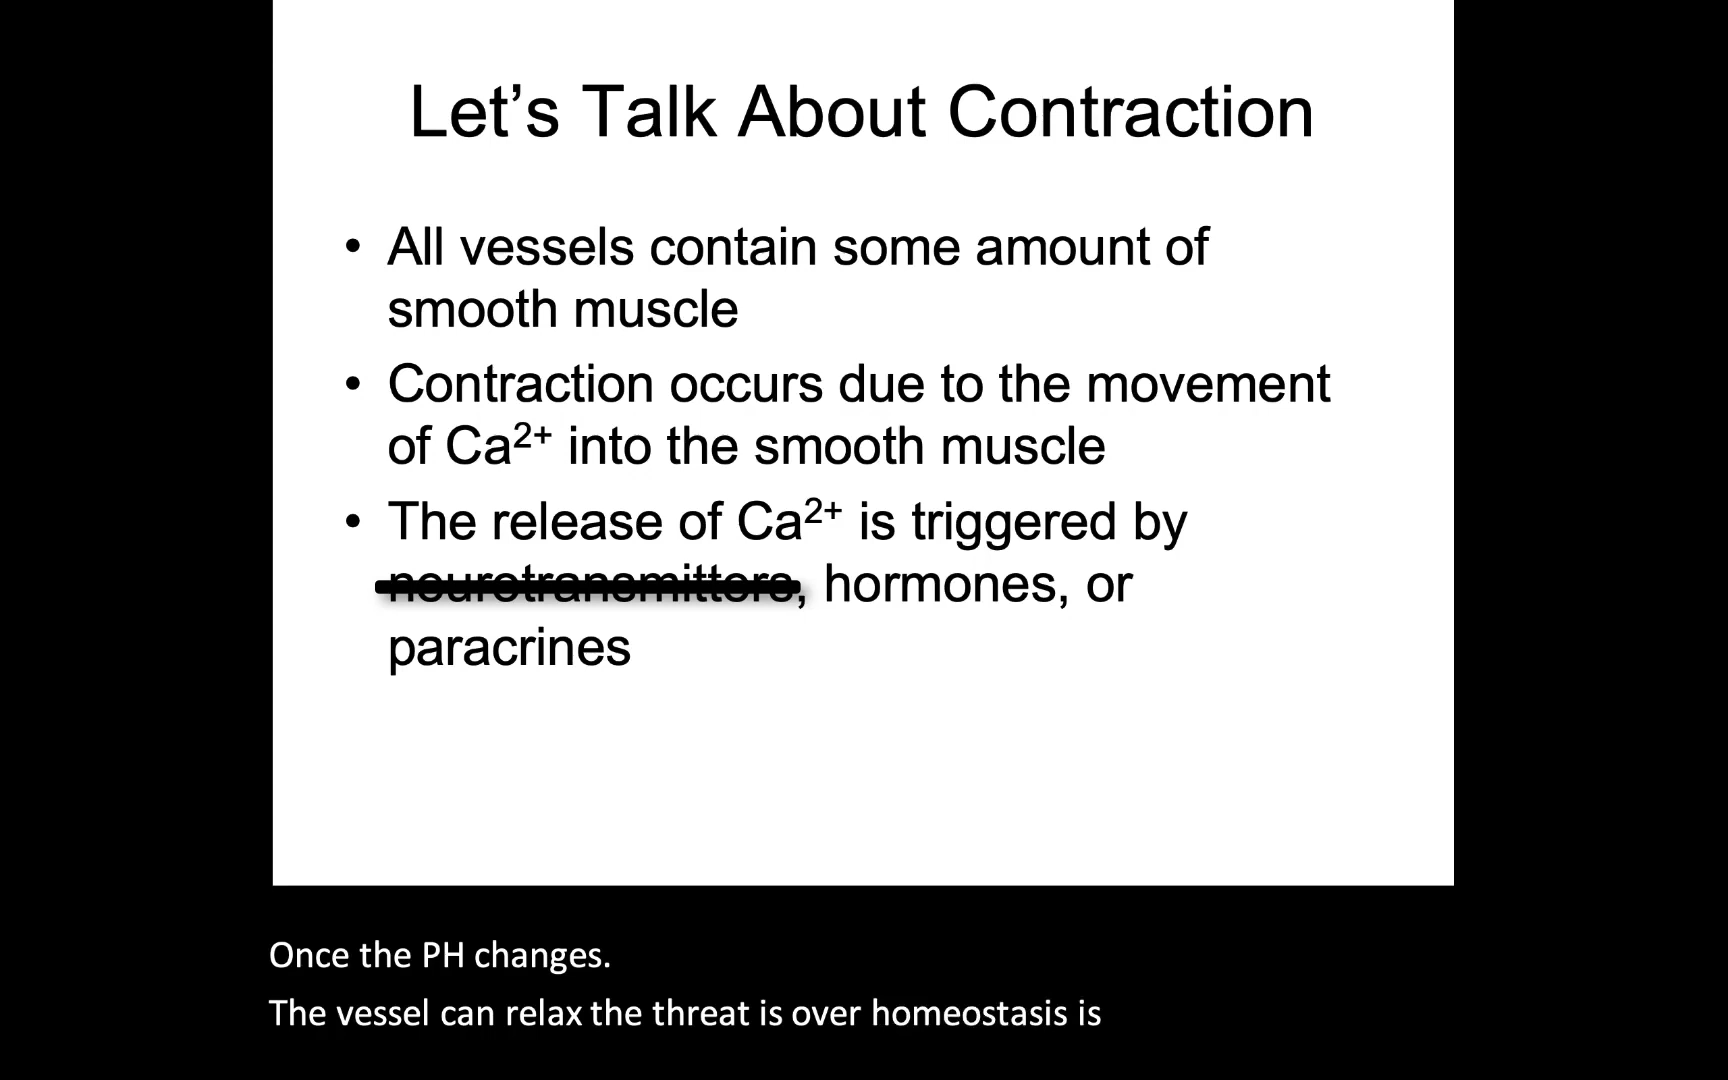 Let’s Talk About Contraction
• All vessels contain some amount of
smooth muscle
• Contraction occurs due to the movement
of Ca²⁺ into the smooth muscle
• The release of Ca²⁺ is triggered by
neurotransmitters, hormones, or
paracrines
Once the PH changes.
The vessel can relax the threat is over homeostasis is